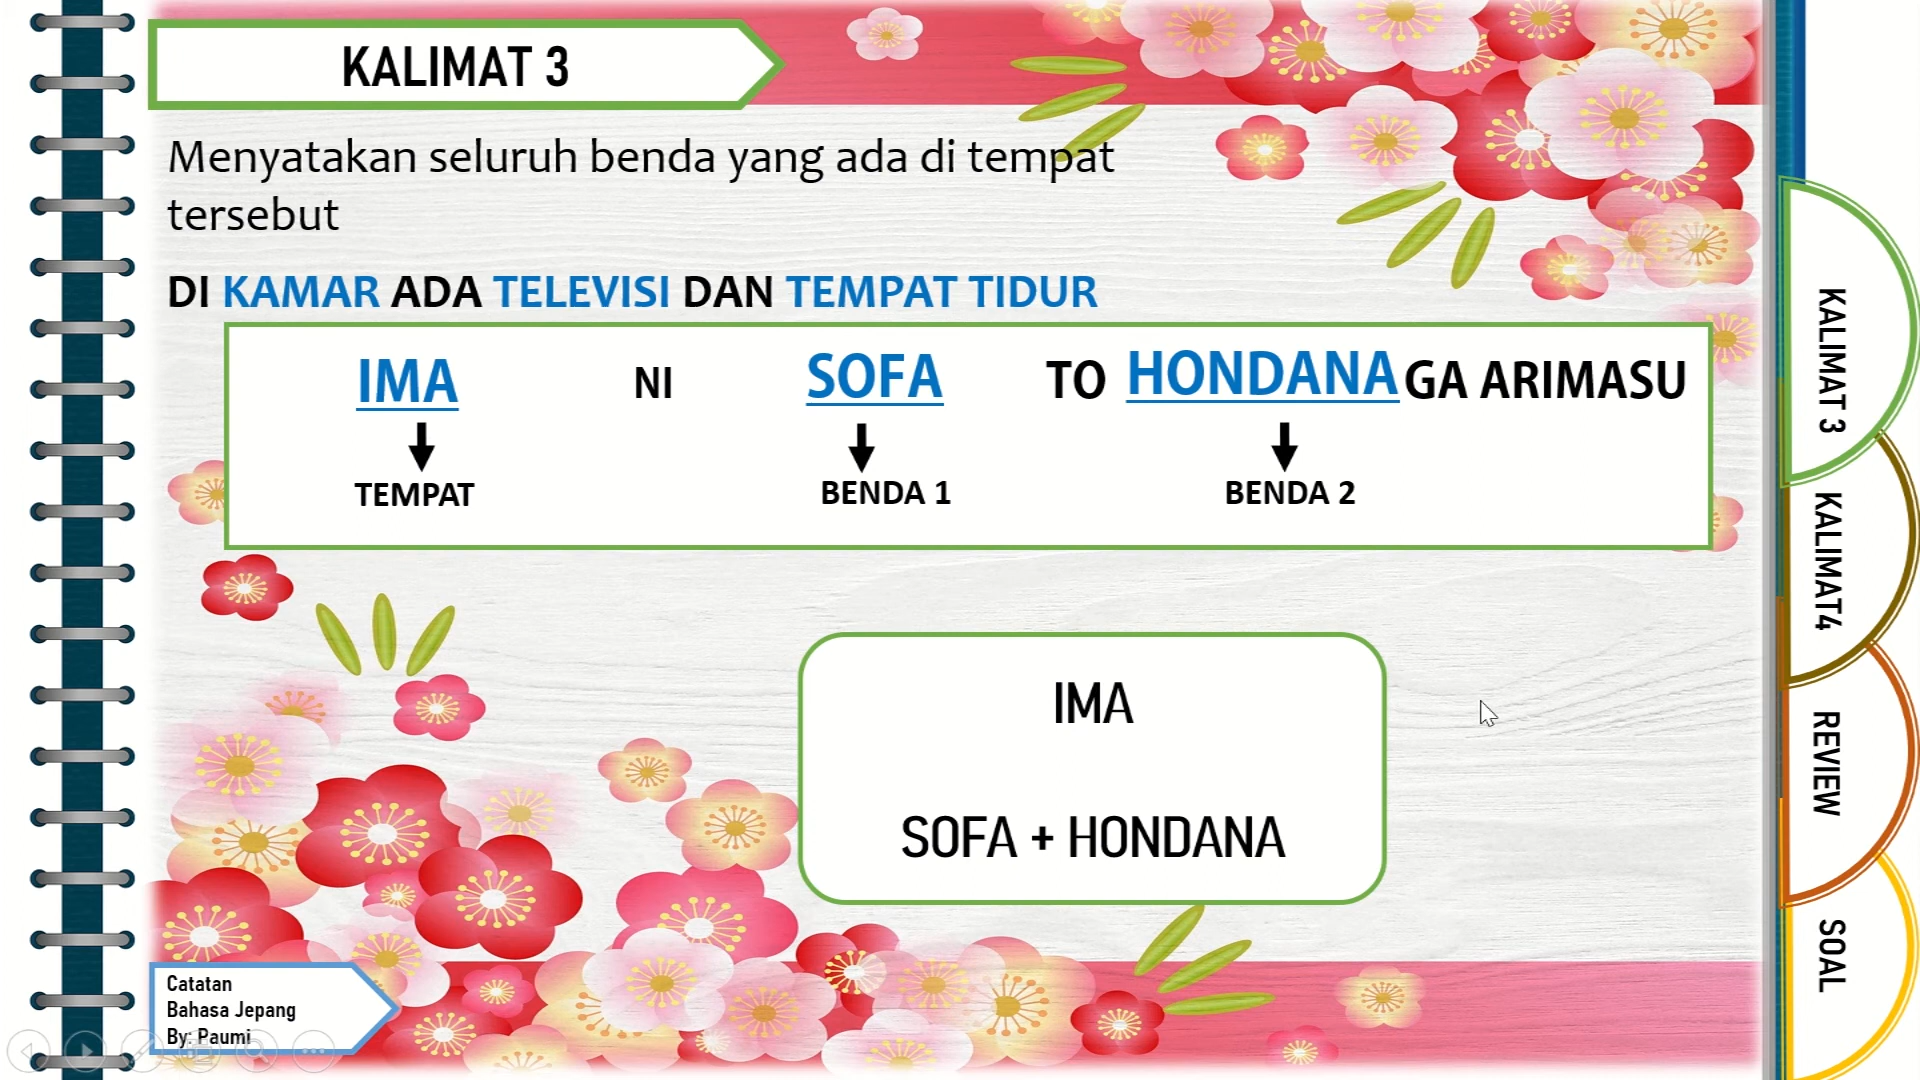 KALIMAT 3
Menyatakan seluruh benda yang ada di tempat
tersebut
DI KAMAR ADA TELEVISI DAN TEMPAT TIDUR
IMA NI SOFA TO HONDANA GA ARIMASU
TEMPAT BENDA 1 BENDA 2
IMA
SOFA + HONDANA
KALIMAT 3
KALIMAT4
REVIEW
SOAL
Catatan
Bahasa Jepang
By: Paumi